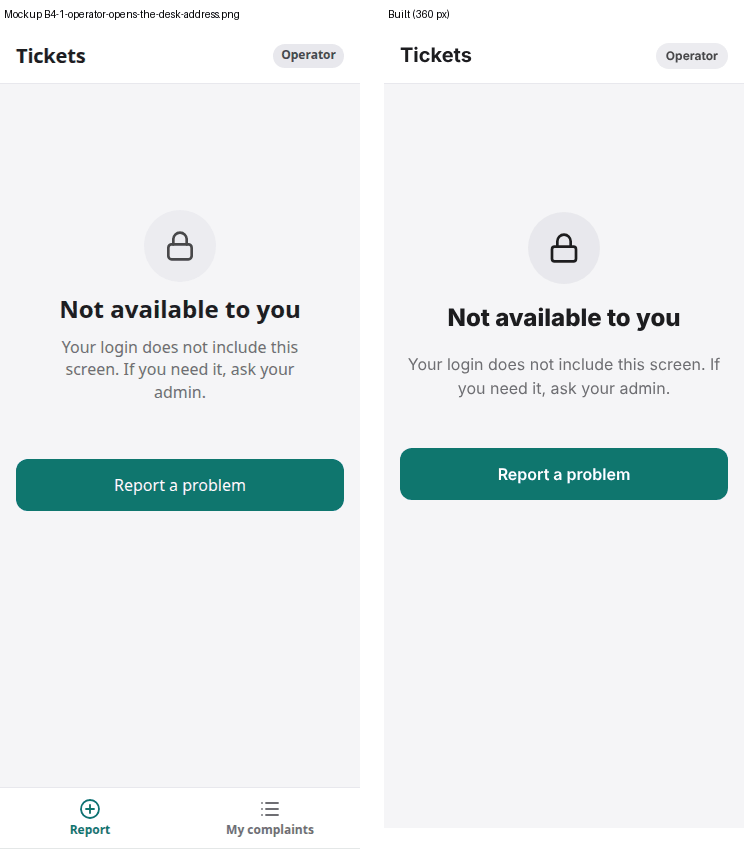 Mockup B4-1-operator-opens-the-desk-address.png
Tickets
Operator
Not available to you
Your login does not include this
screen. If you need it, ask your
admin.
Report a problem
Report
My complaints
Built (360 px)
Tickets
Operator
Not available to you
Your login does not include this screen. If
you need it, ask your admin.
Report a problem